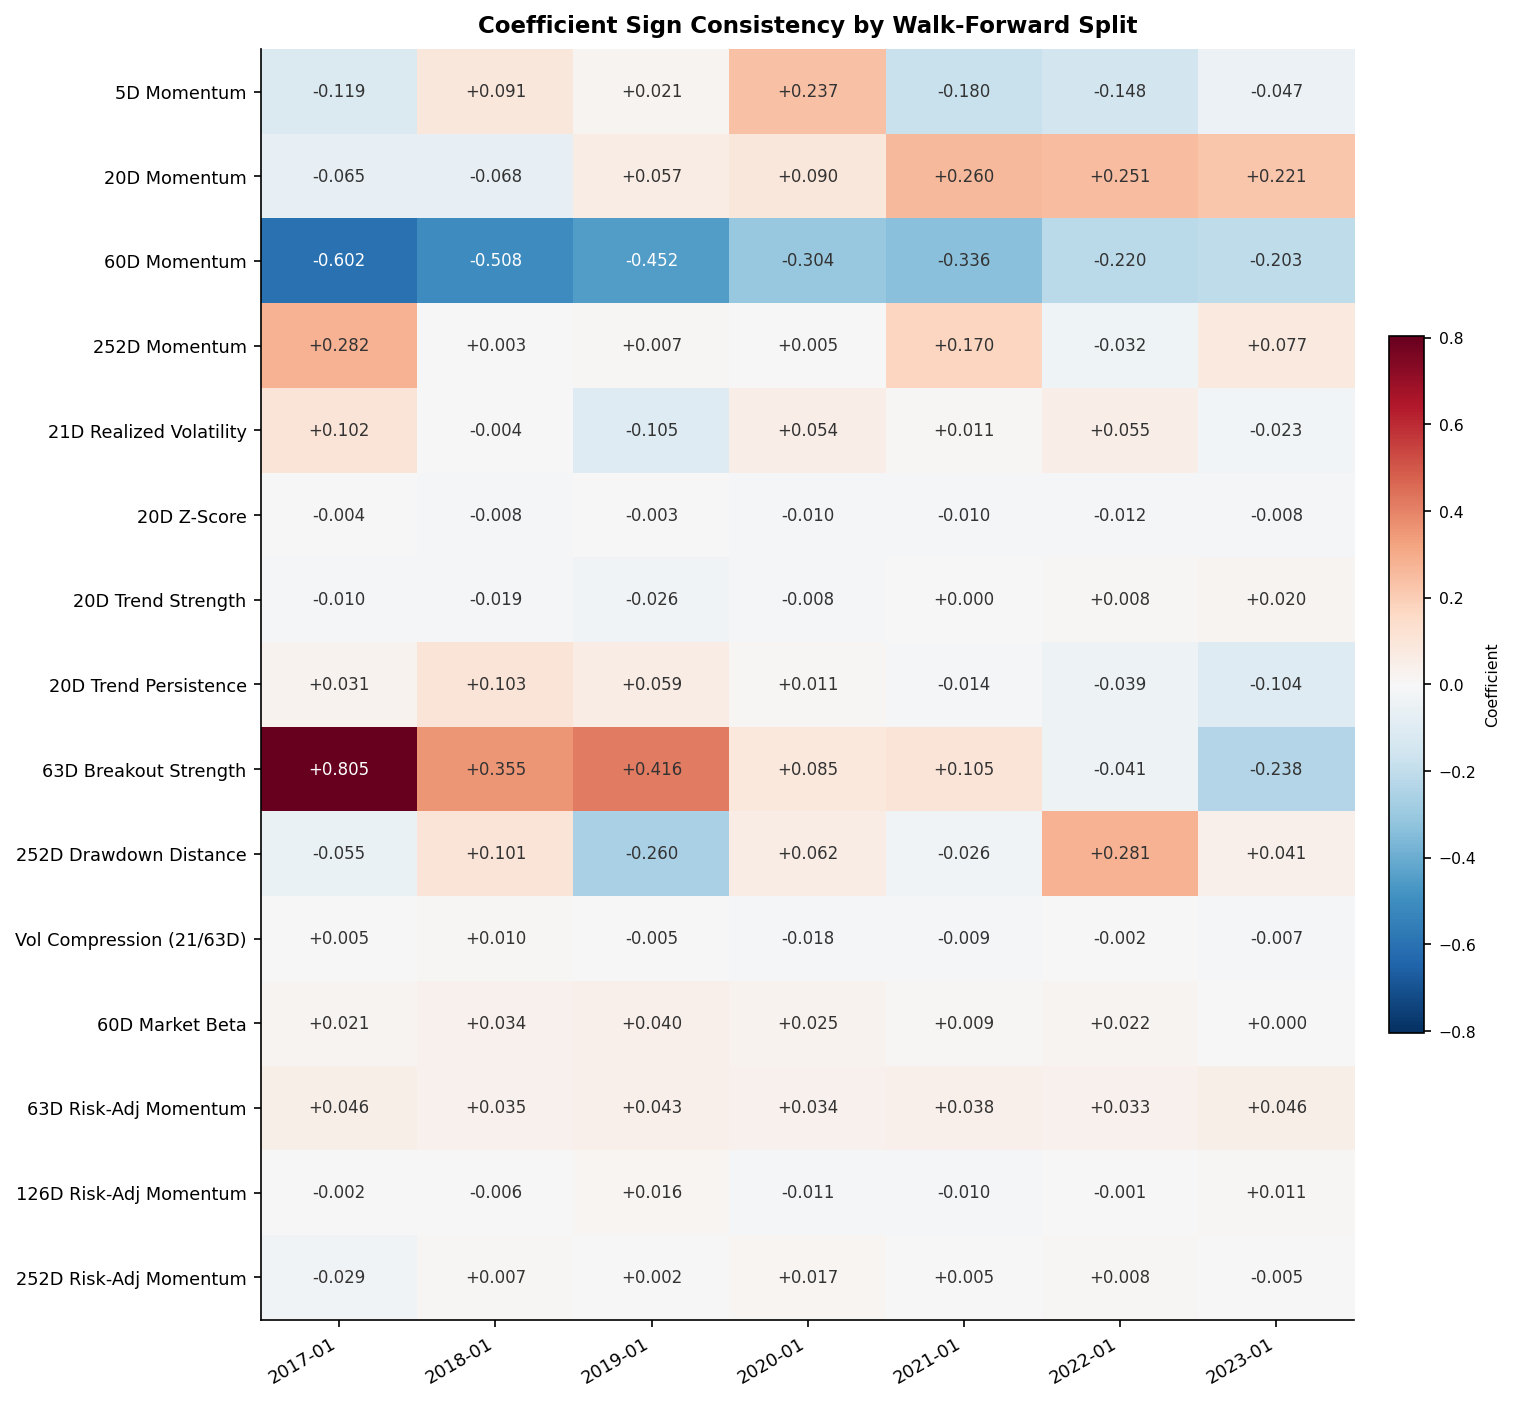 Coefficient Sign Consistency by Walk-Forward Split
5D Momentum -0.119 +0.091 +0.021 +0.237 -0.180 -0.148 -0.047
20D Momentum -0.065 -0.068 +0.057 +0.090 +0.260 +0.251 +0.221
60D Momentum -0.602 -0.508 -0.452 -0.304 -0.336 -0.220 -0.203
252D Momentum +0.282 +0.003 +0.007 +0.005 +0.170 -0.032 +0.077
21D Realized Volatility +0.102 -0.004 -0.105 +0.054 +0.011 +0.055 -0.023
20D Z-Score -0.004 -0.008 -0.003 -0.010 -0.010 -0.012 -0.008
20D Trend Strength -0.010 -0.019 -0.026 -0.008 +0.000 +0.008 +0.020
20D Trend Persistence +0.031 +0.103 +0.059 +0.011 -0.014 -0.039 -0.104
63D Breakout Strength +0.805 +0.355 +0.416 +0.085 +0.105 -0.041 -0.238
252D Drawdown Distance -0.055 +0.101 -0.260 +0.062 -0.026 +0.281 +0.041
Vol Compression (21/63D) +0.005 +0.010 -0.005 -0.018 -0.009 -0.002 -0.007
60D Market Beta +0.021 +0.034 +0.040 +0.025 +0.009 +0.022 +0.000
63D Risk-Adj Momentum +0.046 +0.035 +0.043 +0.034 +0.038 +0.033 +0.046
126D Risk-Adj Momentum -0.002 -0.006 +0.016 -0.011 -0.010 -0.001 +0.011
252D Risk-Adj Momentum -0.029 +0.007 +0.002 +0.017 +0.005 +0.008 -0.005
2017-01 2018-01 2019-01 2020-01 2021-01 2022-01 2023-01
0.8
0.6
0.4
0.2
0.0
−0.2
−0.4
−0.6
−0.8
Coefficient